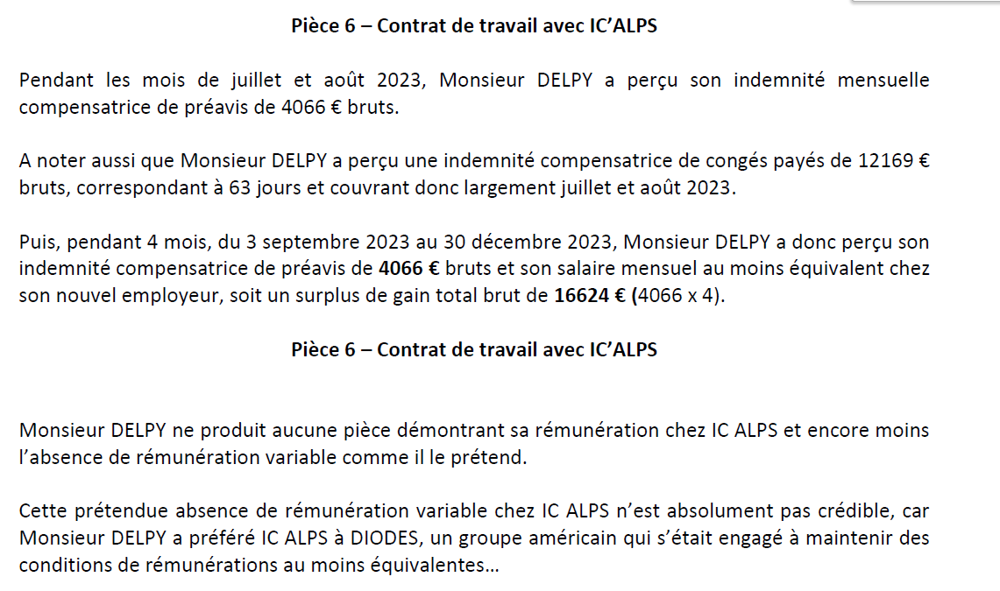 Pièce 6 – Contrat de travail avec IC’ALPS
Pendant les mois de juillet et août 2023, Monsieur DELPY a perçu son indemnité mensuelle
compensatrice de préavis de 4066 € bruts.
A noter aussi que Monsieur DELPY a perçu une indemnité compensatrice de congés payés de 12169 €
bruts, correspondant à 63 jours et couvrant donc largement juillet et août 2023.
Puis, pendant 4 mois, du 3 septembre 2023 au 30 décembre 2023, Monsieur DELPY a donc perçu son
indemnité compensatrice de préavis de 4066 € bruts et son salaire mensuel au moins équivalent chez
son nouvel employeur, soit un surplus de gain total brut de 16624 € (4066 x 4).
Pièce 6 – Contrat de travail avec IC’ALPS
Monsieur DELPY ne produit aucune pièce démontrant sa rémunération chez IC ALPS et encore moins
l’absence de rémunération variable comme il le prétend.
Cette prétendue absence de rémunération variable chez IC ALPS n’est absolument pas crédible, car
Monsieur DELPY a préféré IC ALPS à DIODES, un groupe américain qui s’était engagé à maintenir des
conditions de rémunérations au moins équivalentes…